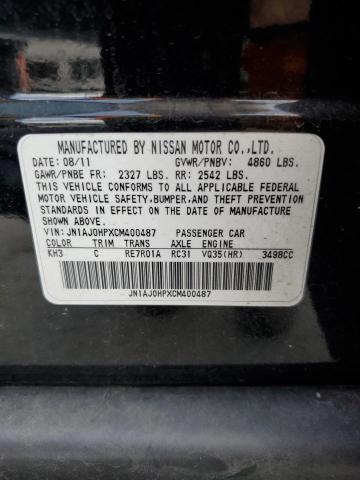 MANUFACTURED BY NISSAN MOTOR CO.,LTD.
DATE: 08/11 GVWR/PNBV: 4860 LBS.
GAWR/PNBE FR: 2327 LBS. RR: 2542 LBS.
THIS VEHICLE CONFORMS TO ALL APPLICABLE FEDERAL
MOTOR VEHICLE SAFETY,BUMPER,AND THEFT PREVENTION
STANDARDS IN EFFECT ON THE DATE OF MANUFACTURE
SHOWN ABOVE.
VIN: JN1AJ0HPXCM400487 PASSENGER CAR
COLOR TRIM TRANS AXLE ENGINE
KH3 C RE7R01A RC31 VQ35(HR) 3498CC
JN1AJ0HPXCM400487